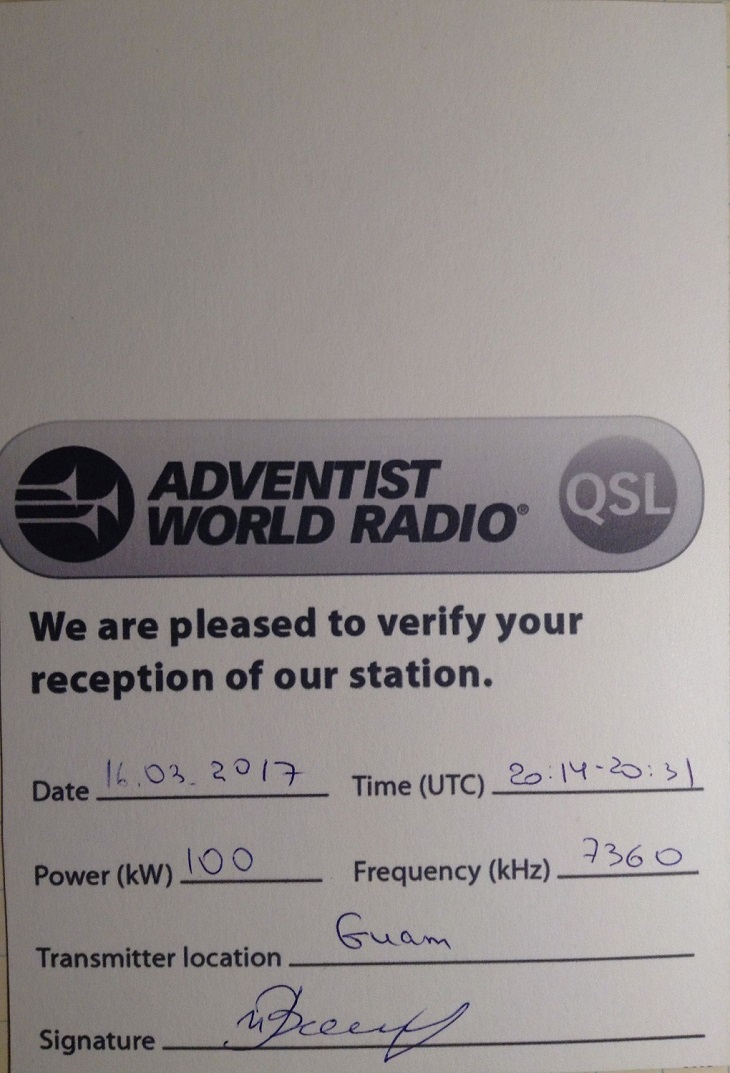 ADVENTIST
WORLD RADIO®
QSL
We are pleased to verify your
reception of our station.
Date 16.03.2017 Time (UTC) 20:14-20:31
Power (kW) 100 Frequency (kHz) 7360
Transmitter location Guam
Signature